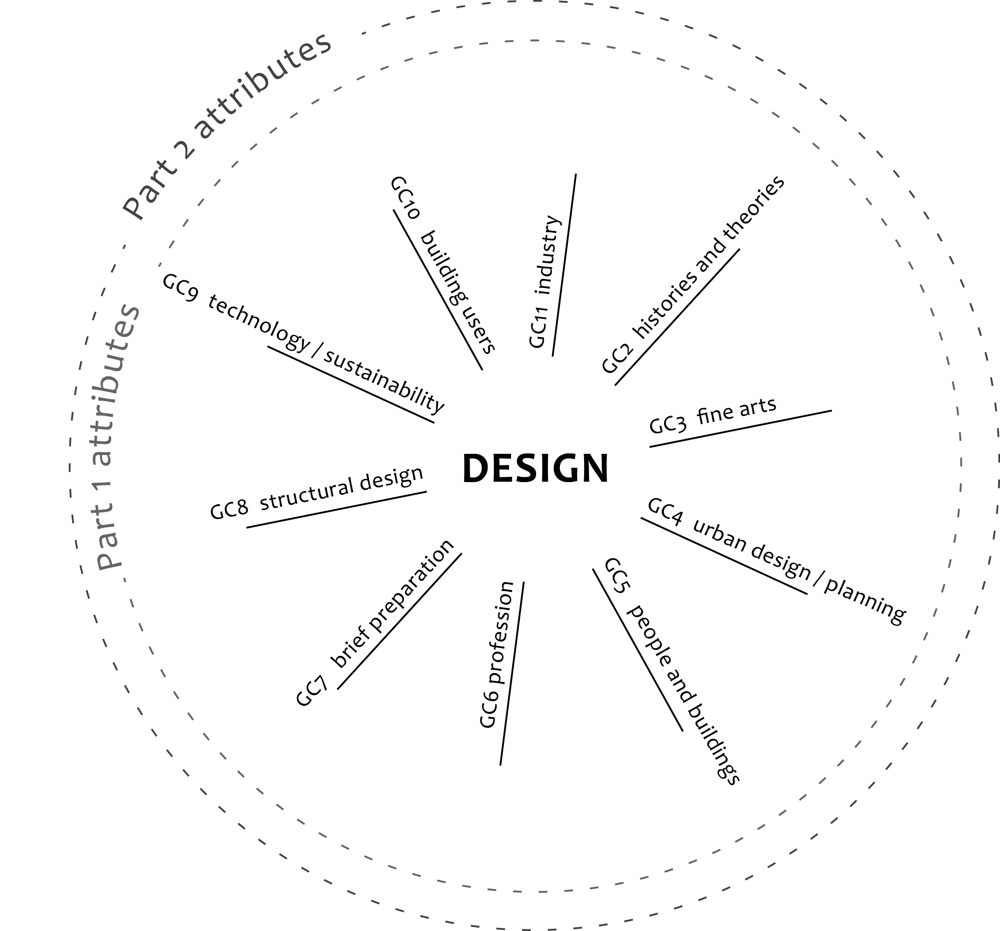 Part 2 attributes
Part 1 attributes
DESIGN
GC2 histories and theories
GC3 fine arts
GC4 urban design / planning
GC5 people and buildings
GC6 profession
GC7 brief preparation
GC8 structural design
GC9 technology / sustainability
GC10 building users
GC11 industry